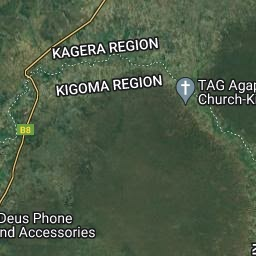 KAGERA REGION
KIGOMA REGION
TAG Agap
Church-K
B8
Deus Phone
nd Accessories